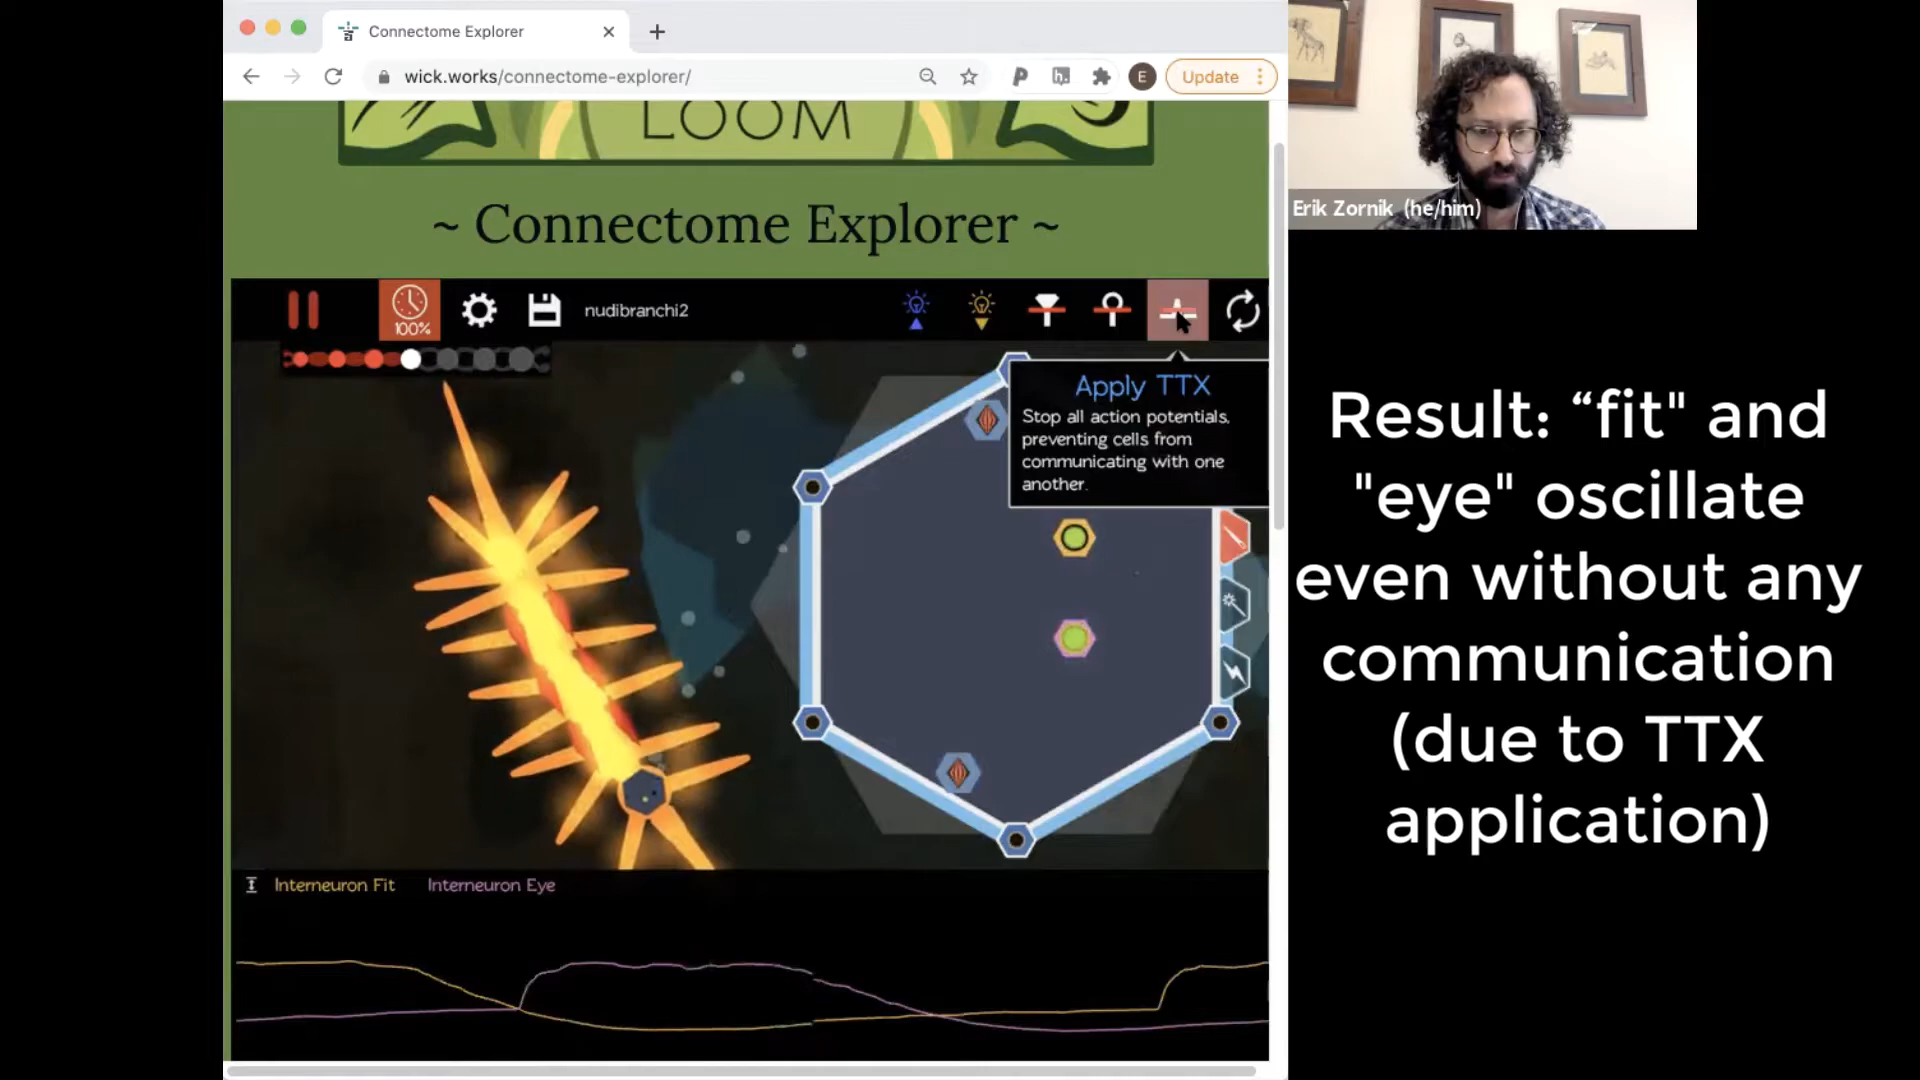 Connectome Explorer
wick.works/connectome-explorer/
E
Update
LOOM
~ Connectome Explorer ~
100%
nudibranchi2
Apply TTX
Stop all action potentials,
preventing cells from
communicating with one
another.
Interneuron Fit
Interneuron Eye
Erik Zornik (he/him)
Result: “fit" and
"eye" oscillate
even without any
communication
(due to TTX
application)